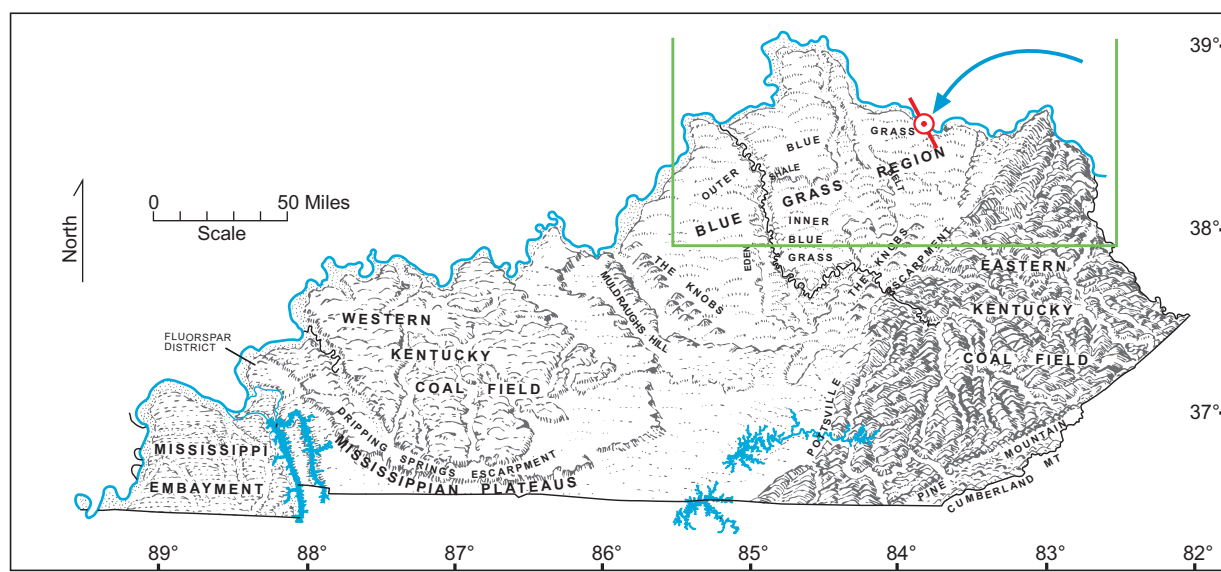 39°
BLUE
GRASS
SHALE
REGION
BELT
OUTER
GRASS
BLUE
INNER
BLUE
GRASS
EDEN
38°
North
0 50 Miles
Scale
THE KNOBS
ESCARPMENT
THE
KNOBS
MULDRAUGHS HILL
EASTERN
KENTUCKY
COAL FIELD
WESTERN
KENTUCKY
COAL FIELD
FLUORSPAR
DISTRICT
37°
POTTSVILLE
DRIPPING
SPRINGS ESCARPMENT
MISSISSIPPIAN PLATEAUS
MISSISSIPPI
EMBAYMENT
PINE MOUNTAIN
CUMBERLAND MT
89° 88° 87° 86° 85° 84° 83° 82°